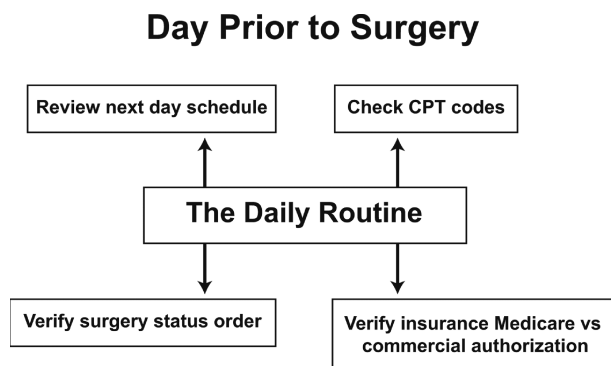 Day Prior to Surgery
Review next day schedule
Check CPT codes
The Daily Routine
Verify surgery status order
Verify insurance Medicare vs
commercial authorization